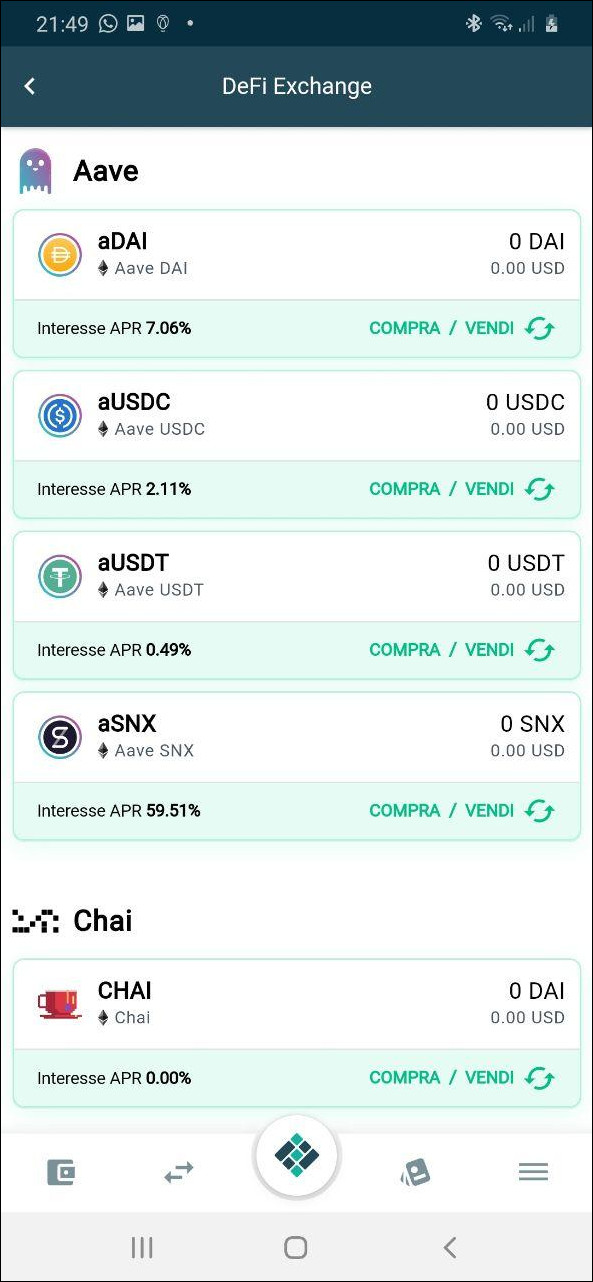 21:49
DeFi Exchange
Aave
aDAI 0 DAI
Aave DAI 0.00 USD
Interesse APR 7.06% COMPRA / VENDI
aUSDC 0 USDC
Aave USDC 0.00 USD
Interesse APR 2.11% COMPRA / VENDI
aUSDT 0 USDT
Aave USDT 0.00 USD
Interesse APR 0.49% COMPRA / VENDI
aSNX 0 SNX
Aave SNX 0.00 USD
Interesse APR 59.51% COMPRA / VENDI
Chai
CHAI 0 DAI
Chai 0.00 USD
Interesse APR 0.00% COMPRA / VENDI